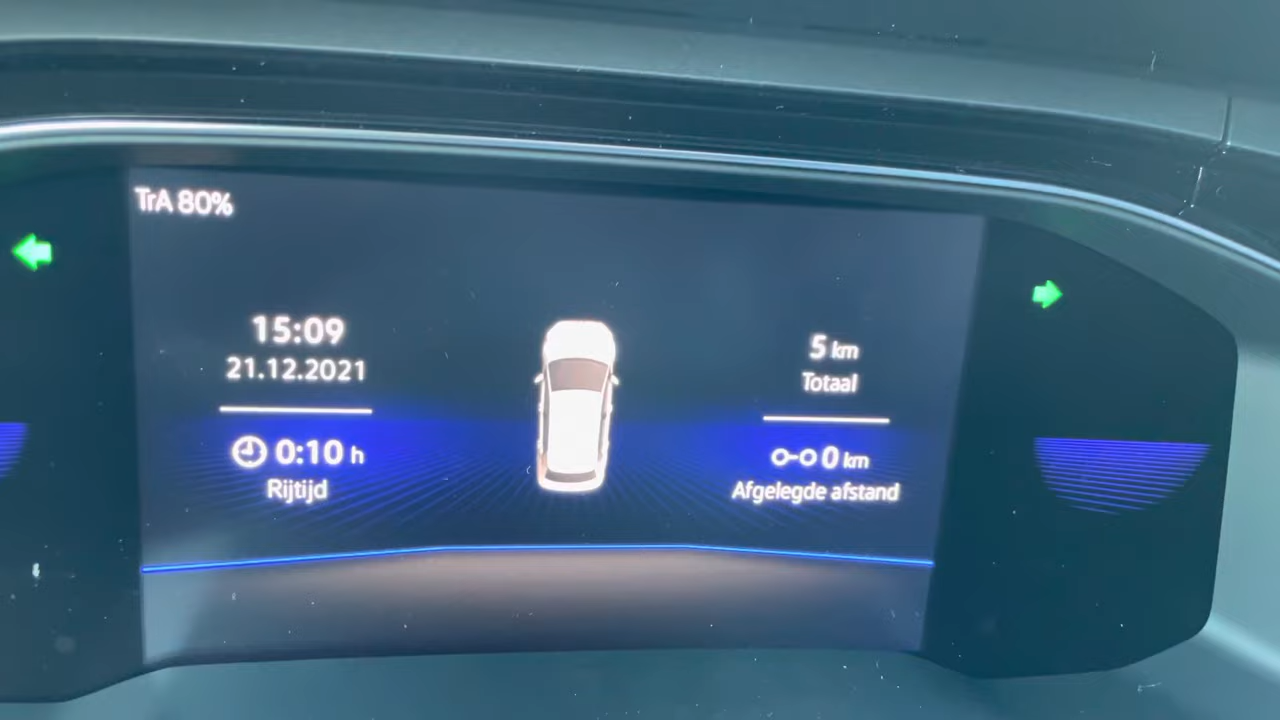 TrA 80%
15:09
21.12.2021
0:10 h
Rijtijd
5 km
Totaal
0 km
Afgelegde afstand